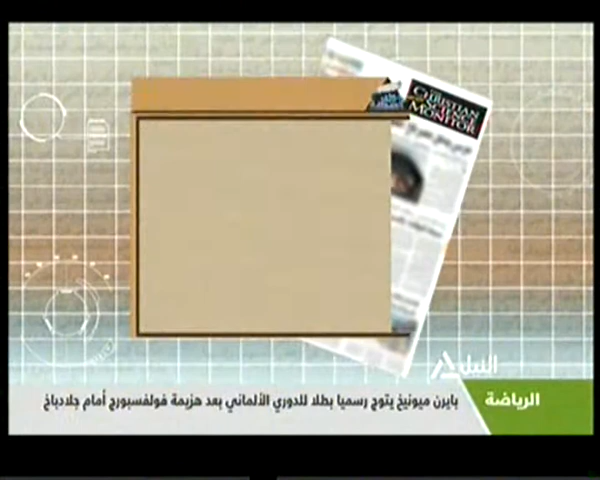 THE
CHRISTIAN
SCIENCE
MONITOR
النيل
الرياضة
بايرن ميونيخ يتوج رسميا بطلا للدوري الألماني بعد هزيمة فولفسبورج أمام جلادباخ